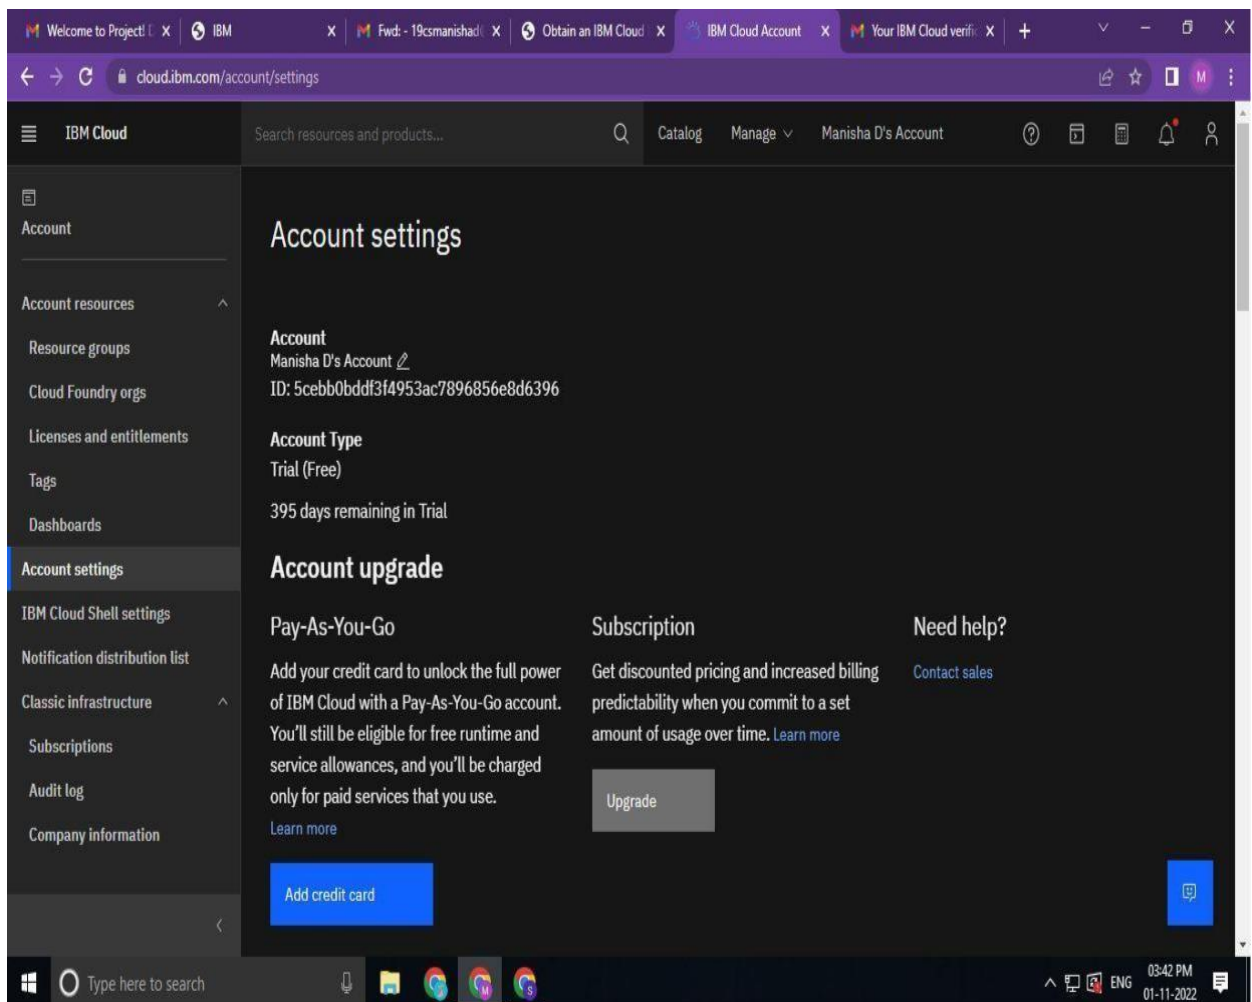 Welcome to Project! D
IBM
Fwd: - 19csmanishad
Obtain an IBM Cloud
IBM Cloud Account
Your IBM Cloud verific
cloud.ibm.com/account/settings
M
IBM Cloud
Search resources and products...
Catalog
Manage
Manisha D's Account
Account
Account settings
Account resources
Resource groups
Cloud Foundry orgs
Licenses and entitlements
Tags
Dashboards
Account settings
IBM Cloud Shell settings
Notification distribution list
Classic infrastructure
Subscriptions
Audit log
Company information
Account
Manisha D's Account
ID: 5cebb0bddf3f4953ac7896856e8d6396
Account Type
Trial (Free)
395 days remaining in Trial
Account upgrade
Pay-As-You-Go
Add your credit card to unlock the full power
of IBM Cloud with a Pay-As-You-Go account.
You'll still be eligible for free runtime and
service allowances, and you'll be charged
only for paid services that you use.
Learn more
Add credit card
Subscription
Get discounted pricing and increased billing
predictability when you commit to a set
amount of usage over time. Learn more
Upgrade
Need help?
Contact sales
Type here to search
ENG
03:42 PM
01-11-2022